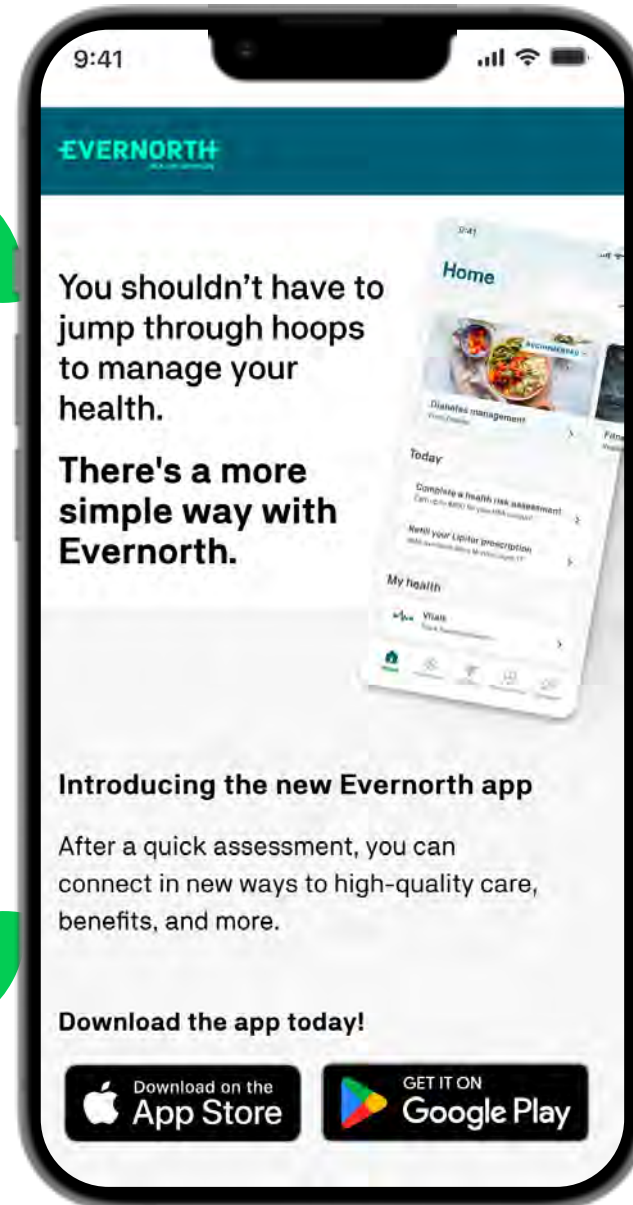 9:41
EVERNORTH
You shouldn't have to
jump through hoops
to manage your
health.
There's a more
simple way with
Evernorth.
9:41
Home
RECOMMENDED
Diabetes management
Today
Complete a health risk assessment
Refill your Lipitor prescription
My health
Vitals
Introducing the new Evernorth app
After a quick assessment, you can
connect in new ways to high-quality care,
benefits, and more.
Download the app today!
Download on the
App Store
GET IT ON
Google Play